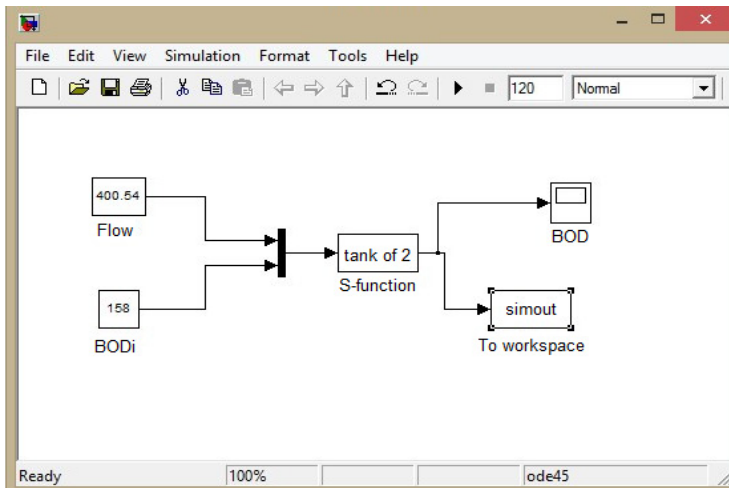 File Edit View Simulation Format Tools Help
120 Normal
400.54
Flow
158
BODi
tank of 2
S-function
BOD
simout
To workspace
Ready 100% ode45